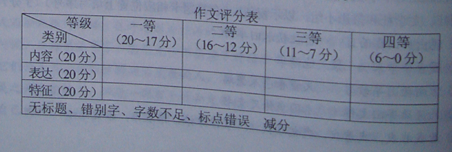 作文评分表
等级 一等 二等 三等 四等
类别 (20～17分) (16～12分) (11～7分) (6～0分)
内容(20分)
表达(20分)
特征(20分)
无标题、错别字、字数不足、标点错误 减分